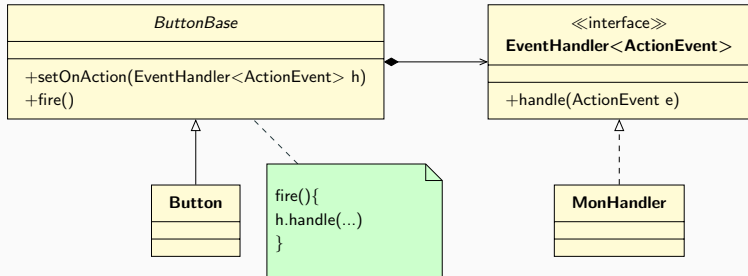 ButtonBase
+setOnAction(EventHandler<ActionEvent> h)
+fire()
≪interface≫
EventHandler<ActionEvent>
+handle(ActionEvent e)
Button
fire(){
h.handle(...)
}
MonHandler